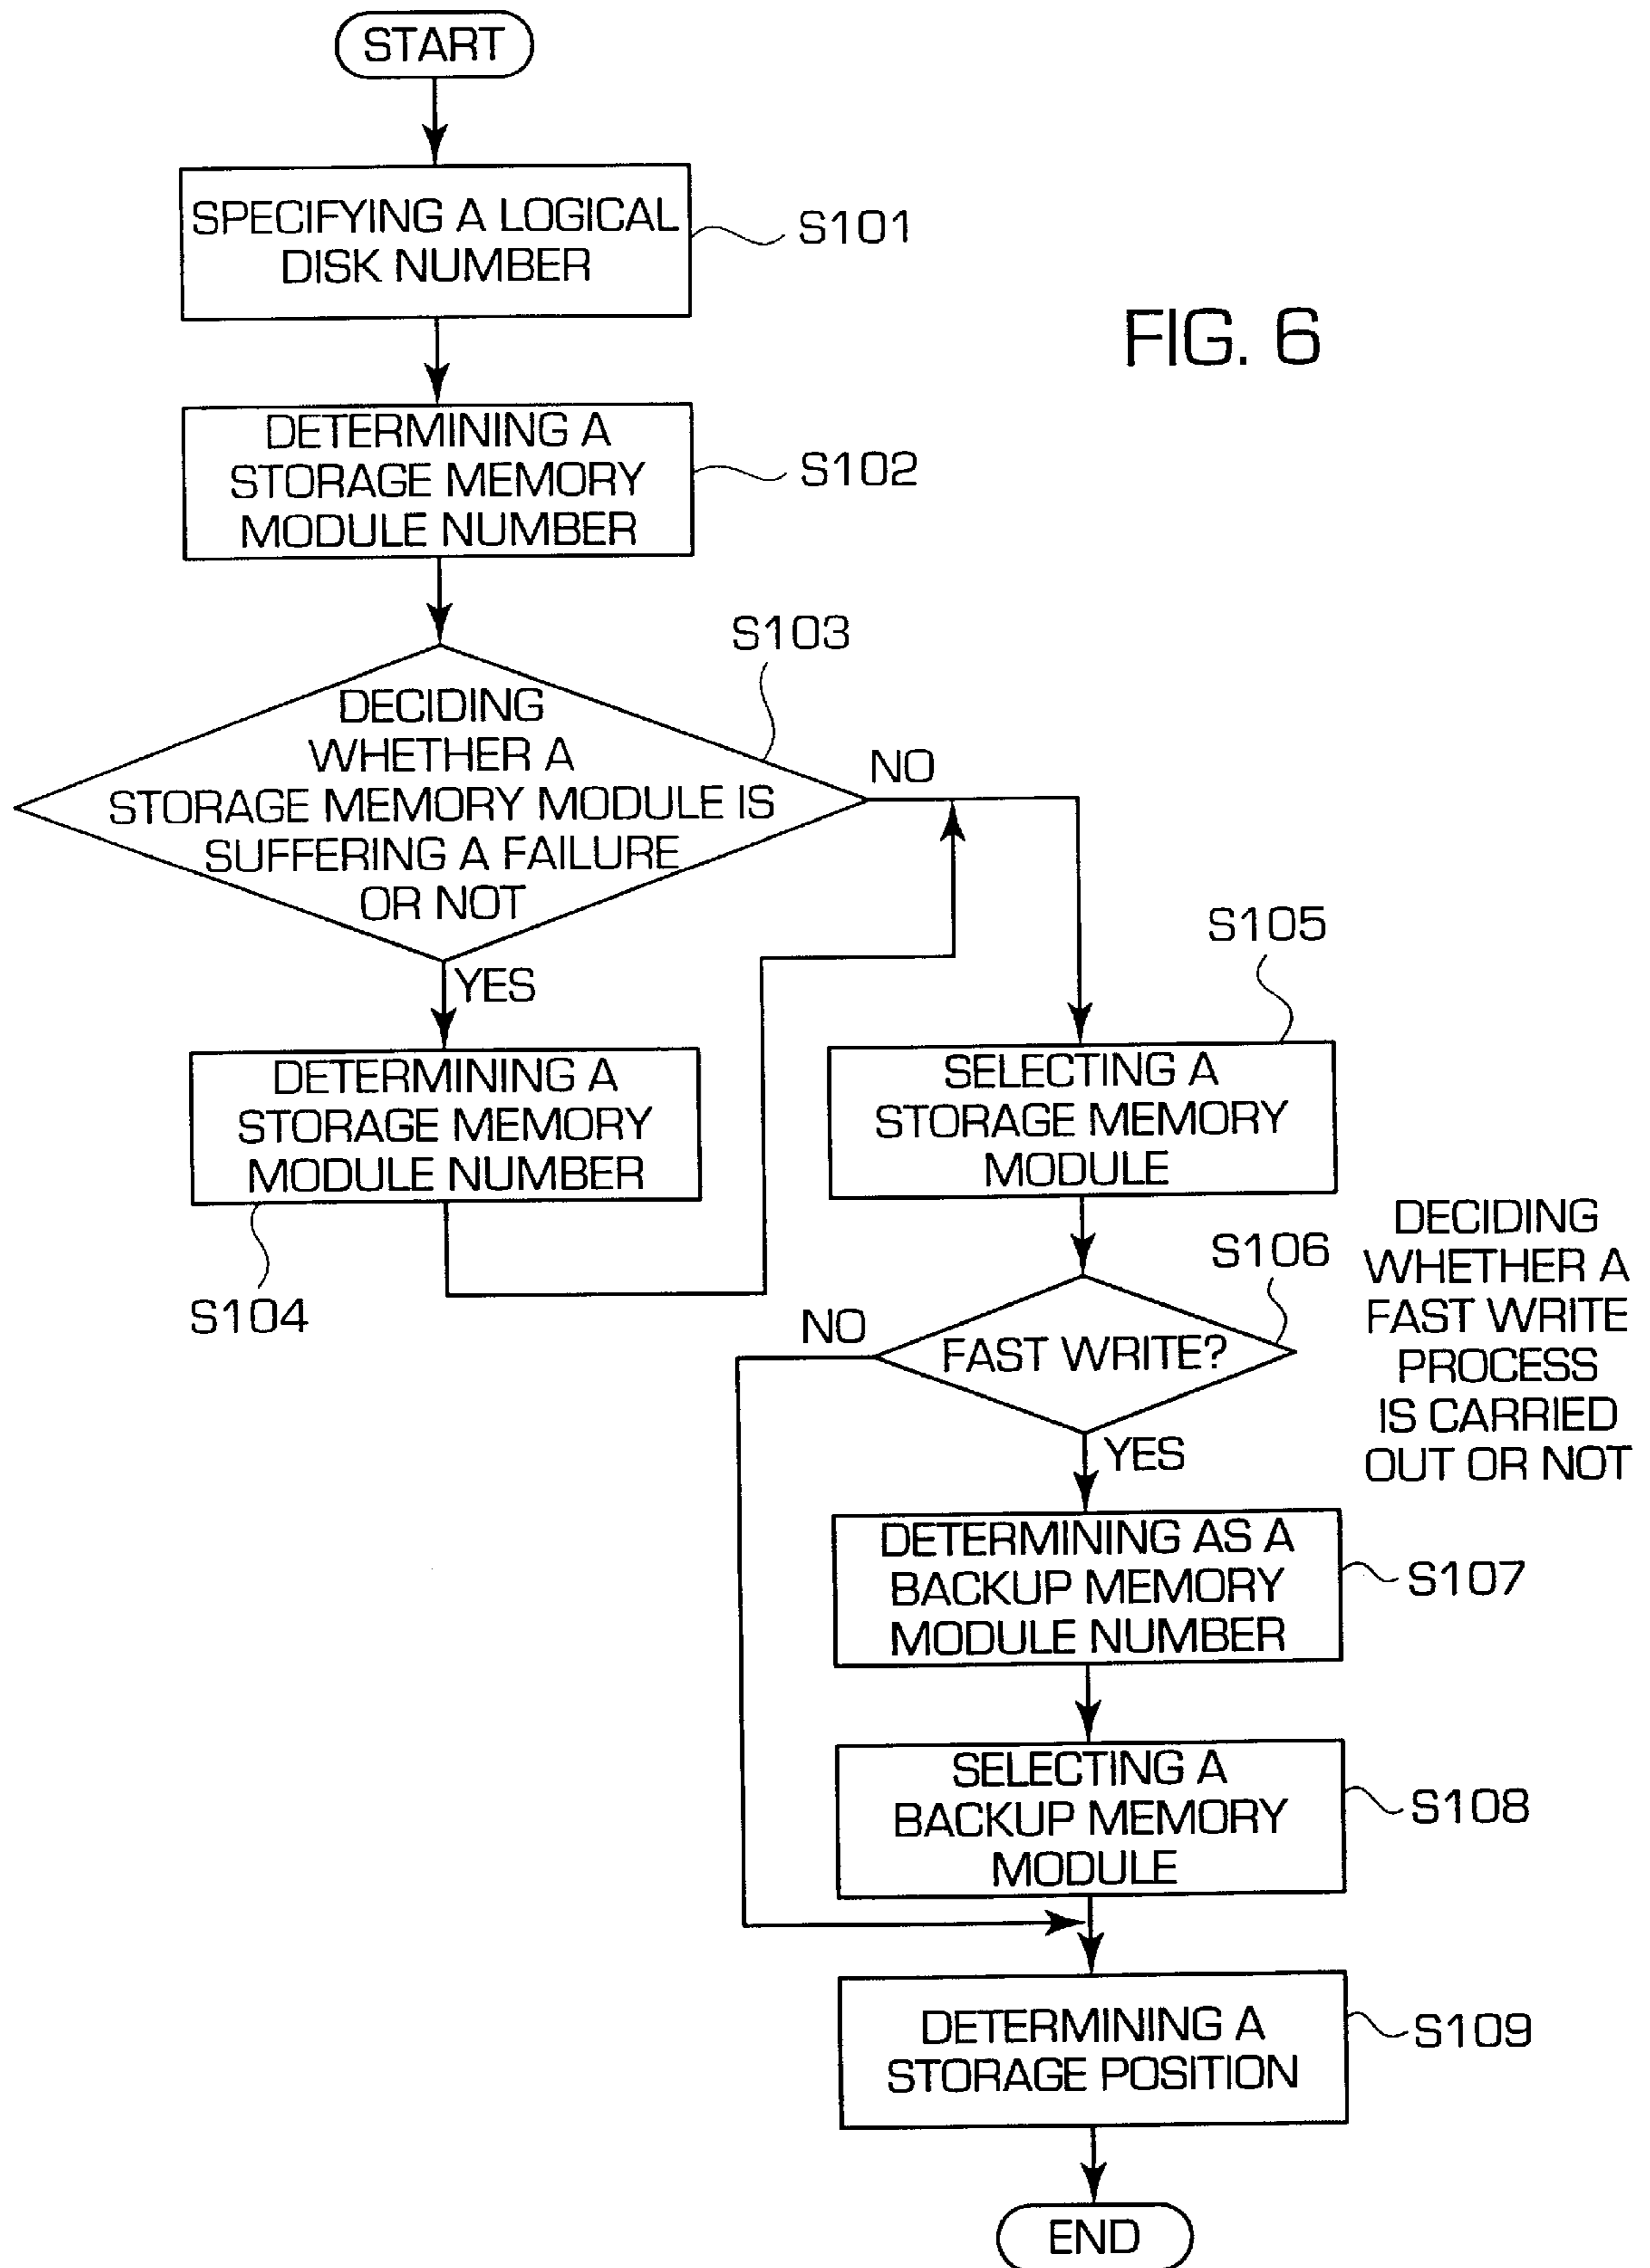 START
SPECIFYING A LOGICAL
DISK NUMBER
S101
FIG. 6
DETERMINING A
STORAGE MEMORY
MODULE NUMBER
S102
S103
DECIDING
WHETHER A
STORAGE MEMORY MODULE IS
SUFFERING A FAILURE
OR NOT
NO
YES
DETERMINING A
STORAGE MEMORY
MODULE NUMBER
S104
S105
SELECTING A
STORAGE MEMORY
MODULE
S106
DECIDING
WHETHER A
FAST WRITE
PROCESS
IS CARRIED
OUT OR NOT
NO
FAST WRITE?
YES
DETERMINING AS A
BACKUP MEMORY
MODULE NUMBER
S107
SELECTING A
BACKUP MEMORY
MODULE
S108
DETERMINING A
STORAGE POSITION
S109
END